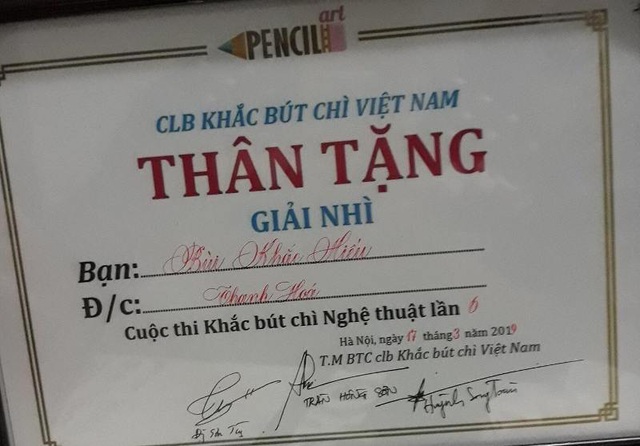 PENCIL art
CLB KHẮC BÚT CHÌ VIỆT NAM
THÂN TẶNG
GIẢI NHÌ
Bạn: Bùi Khắc Hiếu
Đ/c: Thanh Hoá
Cuộc thi Khắc bút chì Nghệ thuật lần 6
Hà Nội, ngày 17 tháng 3 năm 2019
T.M BTC clb Khắc bút chì Việt Nam
TRẦN HỒNG SƠN